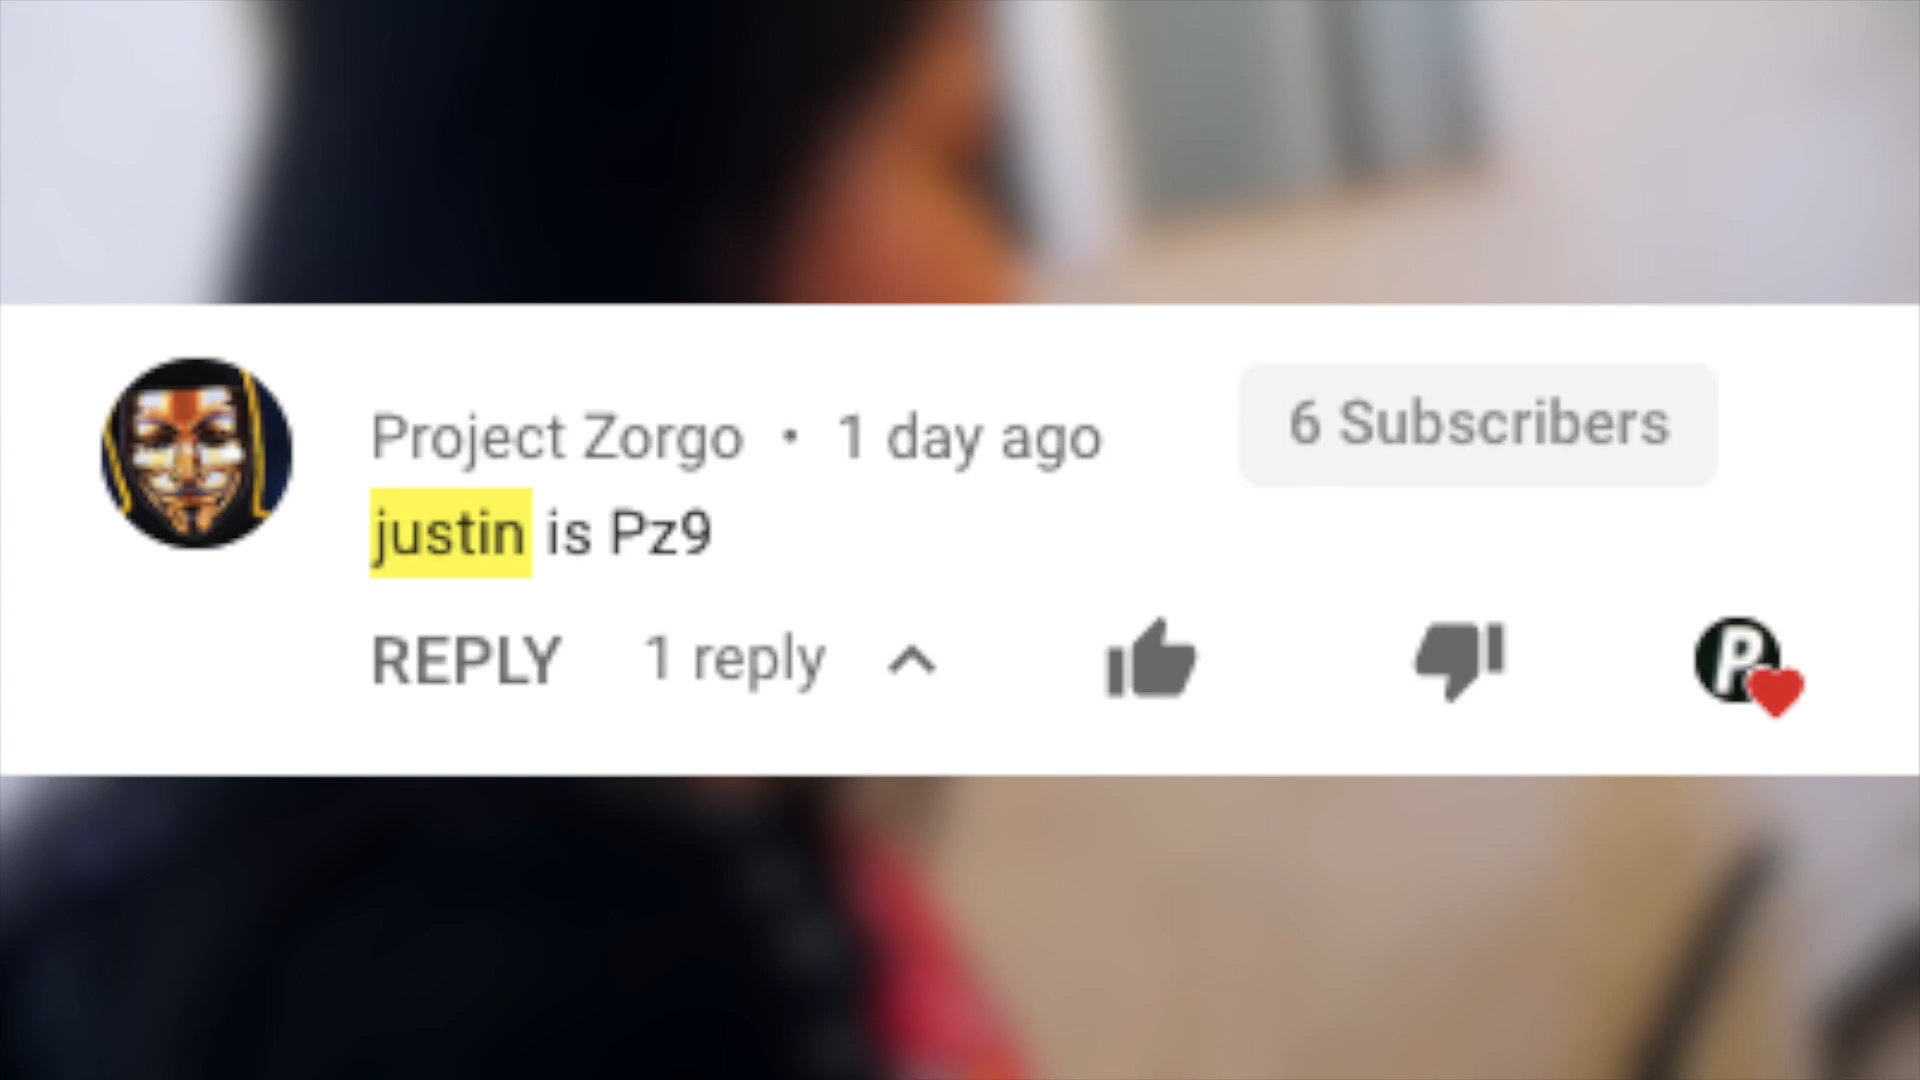 Project Zorgo • 1 day ago
6 Subscribers
justin is Pz9
REPLY 1 reply
P